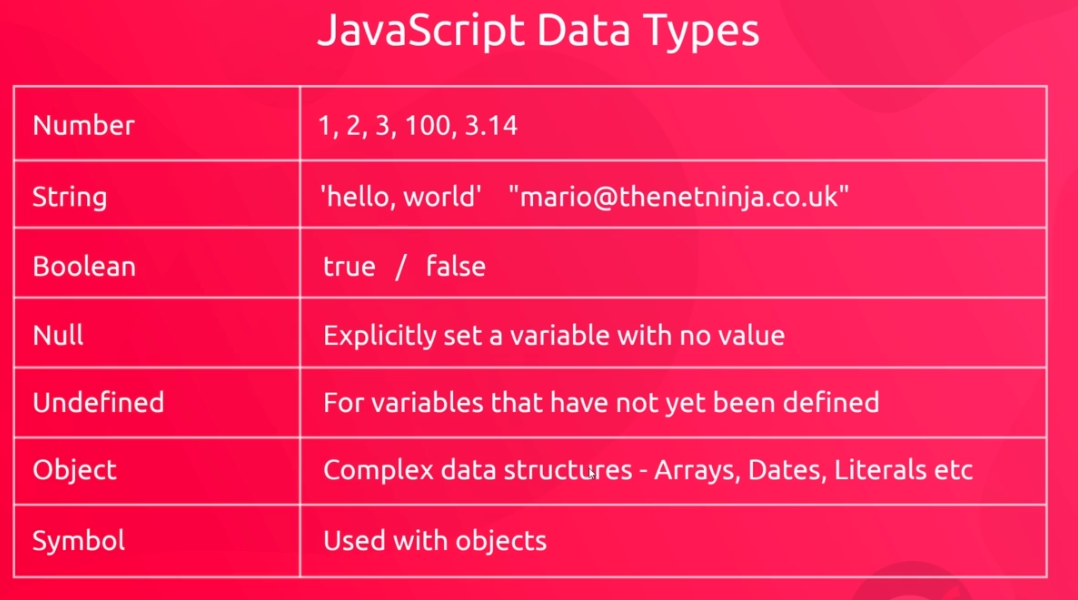 JavaScript Data Types
Number 1, 2, 3, 100, 3.14
String 'hello, world' "mario@thenetninja.co.uk"
Boolean true / false
Null Explicitly set a variable with no value
Undefined For variables that have not yet been defined
Object Complex data structures - Arrays, Dates, Literals etc
Symbol Used with objects